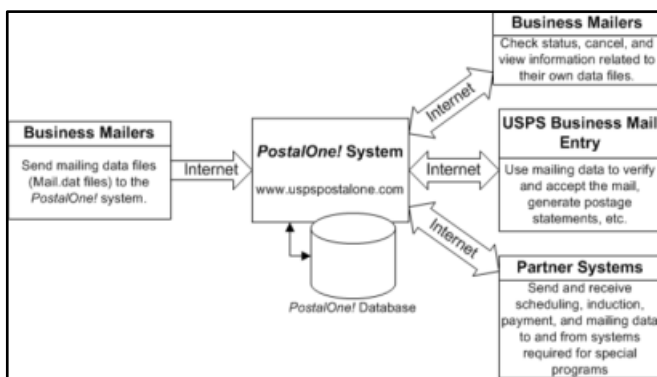 Business Mailers
Send mailing data files
(Mail.dat files) to the
PostalOne! system.
Internet
PostalOne! System
www.uspspostalone.com
PostalOne! Database
Internet
Business Mailers
Check status, cancel, and
view information related to
their own data files.
Internet
USPS Business Mail
Entry
Use mailing data to verify
and accept the mail,
generate postage
statements, etc.
Internet
Partner Systems
Send and receive
scheduling, induction,
payment, and mailing data
to and from systems
required for special
programs